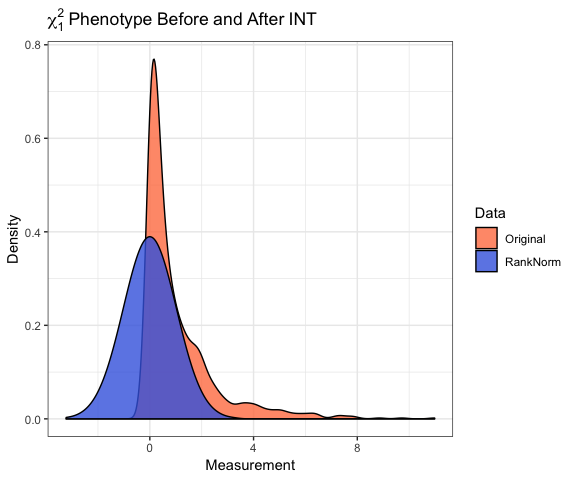 χ²₁ Phenotype Before and After INT
0.8
0.6
0.4
0.2
0.0
Density
0
4
8
Measurement
Data
Original
RankNorm